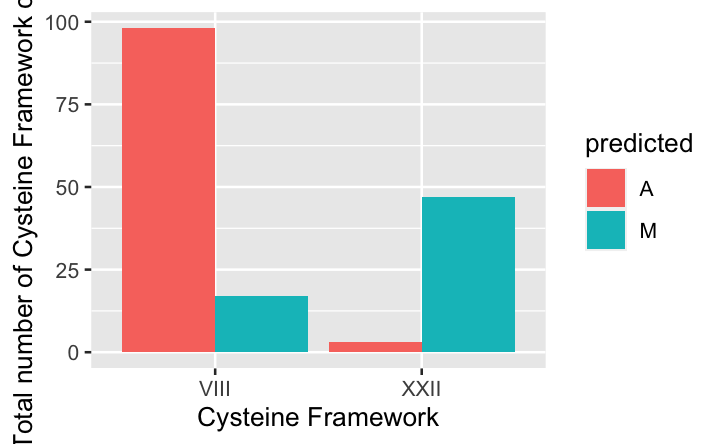 Total number of Cysteine Framework
100
75
50
25
0
VIII
XXII
Cysteine Framework
predicted
A
M